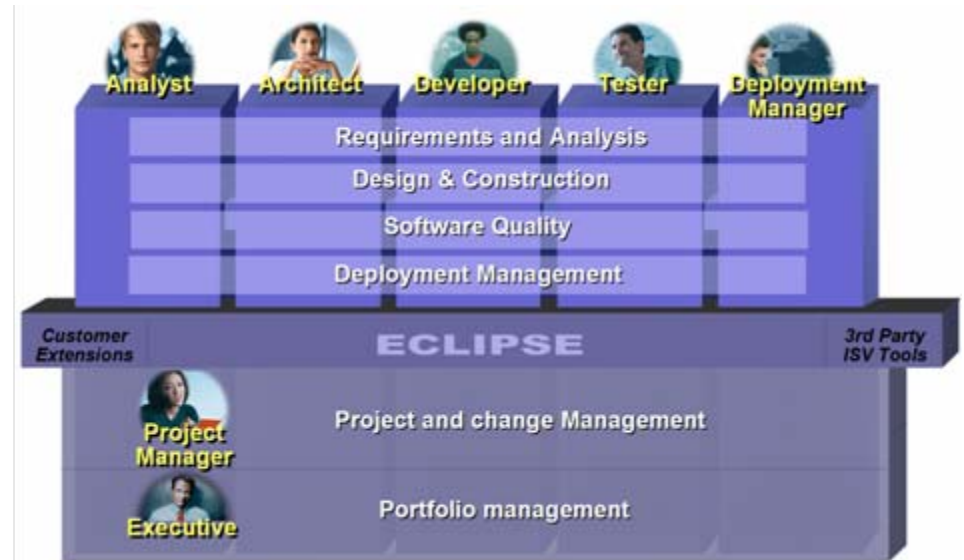 Analyst
Architect
Developer
Tester
Deployment
Manager
Requirements and Analysis
Design & Construction
Software Quality
Deployment Management
Customer
Extensions
ECLIPSE
3rd Party
ISV Tools
Project
Manager
Project and change Management
Executive
Portfolio management